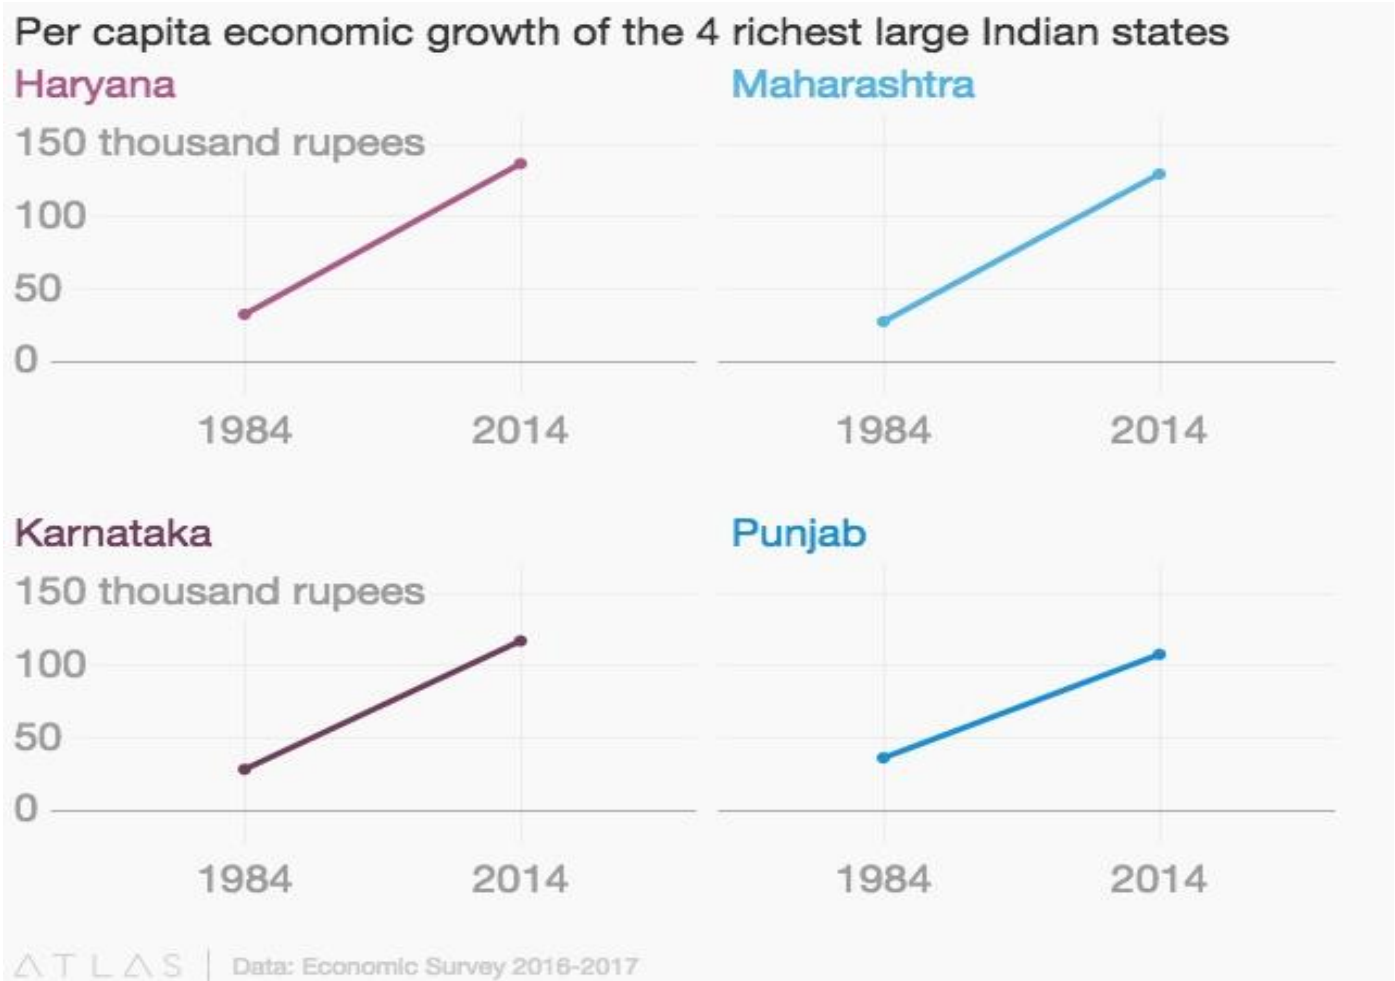 Per capita economic growth of the 4 richest large Indian states
Haryana
150 thousand rupees
100
50
0
1984 2014
Maharashtra
1984 2014
Karnataka
150 thousand rupees
100
50
0
1984 2014
Punjab
1984 2014
ATLAS | Data: Economic Survey 2016-2017